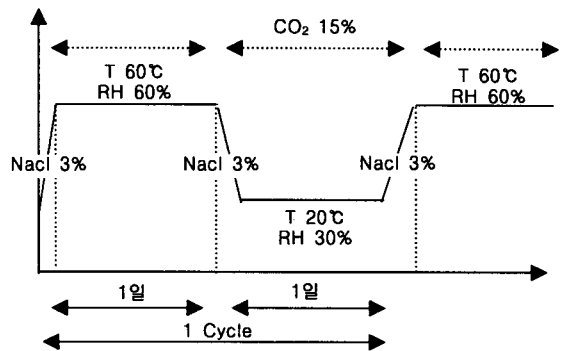 CO₂ 15%
T 60℃
RH 60%
T 60℃
RH 60%
Nacl 3%
Nacl 3%
Nacl 3%
T 20℃
RH 30%
1일
1일
1 Cycle